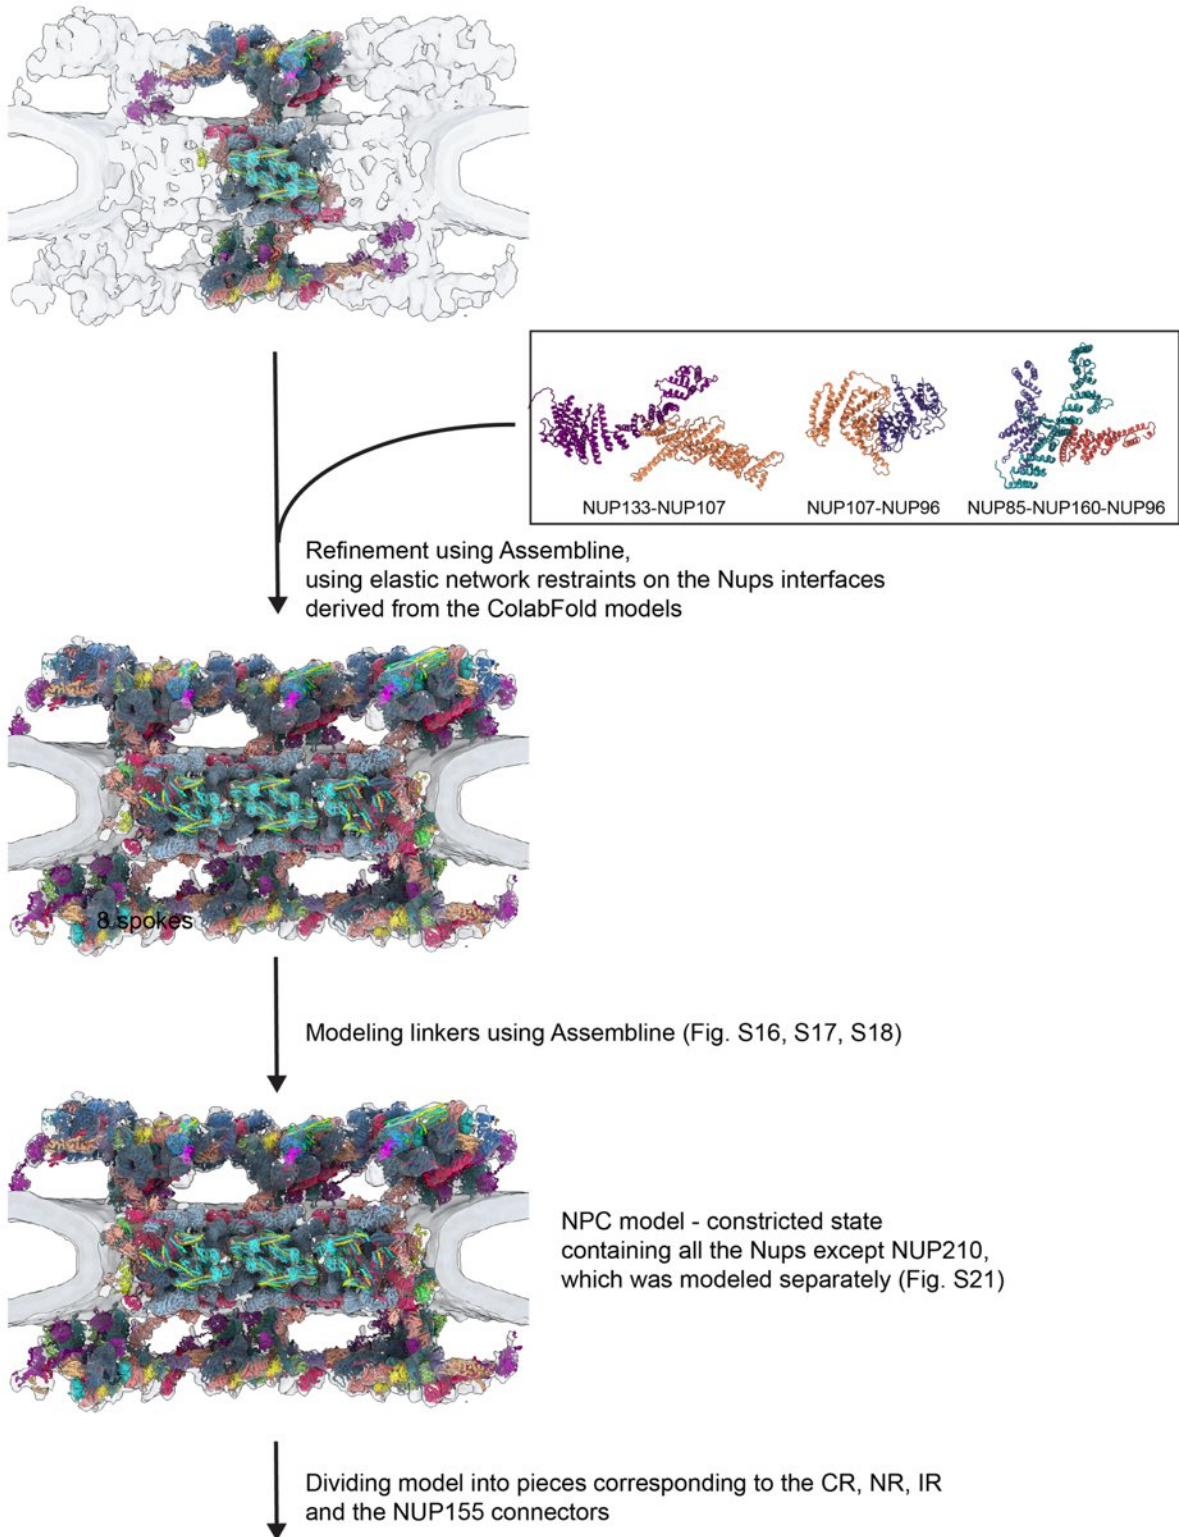 NUP133-NUP107
NUP107-NUP96
NUP85-NUP160-NUP96
Refinement using Assembline,
using elastic network restraints on the Nups interfaces
derived from the ColabFold models
8 spokes
Modeling linkers using Assembline (Fig. S16, S17, S18)
NPC model - constricted state
containing all the Nups except NUP210,
which was modeled separately (Fig. S21)
Dividing model into pieces corresponding to the CR, NR, IR
and the NUP155 connectors